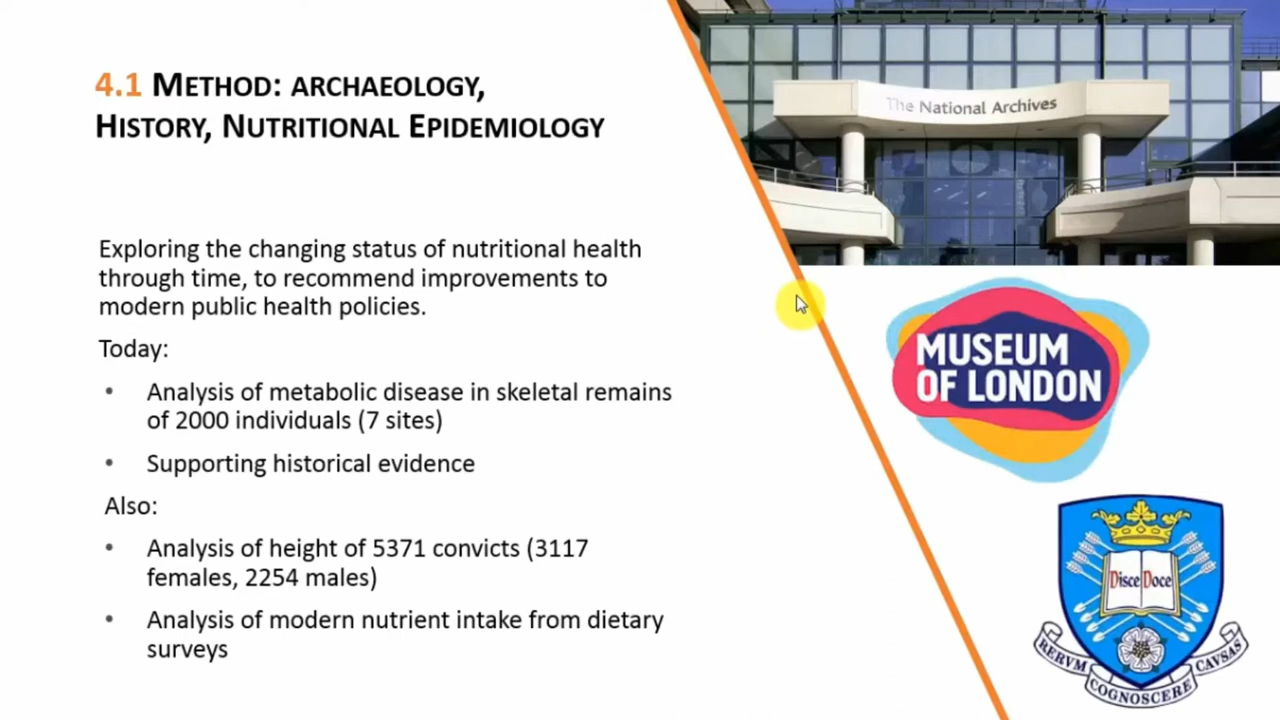 4.1 METHOD: ARCHAEOLOGY,
HISTORY, NUTRITIONAL EPIDEMIOLOGY
Exploring the changing status of nutritional health
through time, to recommend improvements to
modern public health policies.
Today:
• Analysis of metabolic disease in skeletal remains
of 2000 individuals (7 sites)
• Supporting historical evidence
Also:
• Analysis of height of 5371 convicts (3117
females, 2254 males)
• Analysis of modern nutrient intake from dietary
surveys
The National Archives
MUSEUM
OF LONDON
Disce Doce
RERVM COGNOSCERE CAVSAS